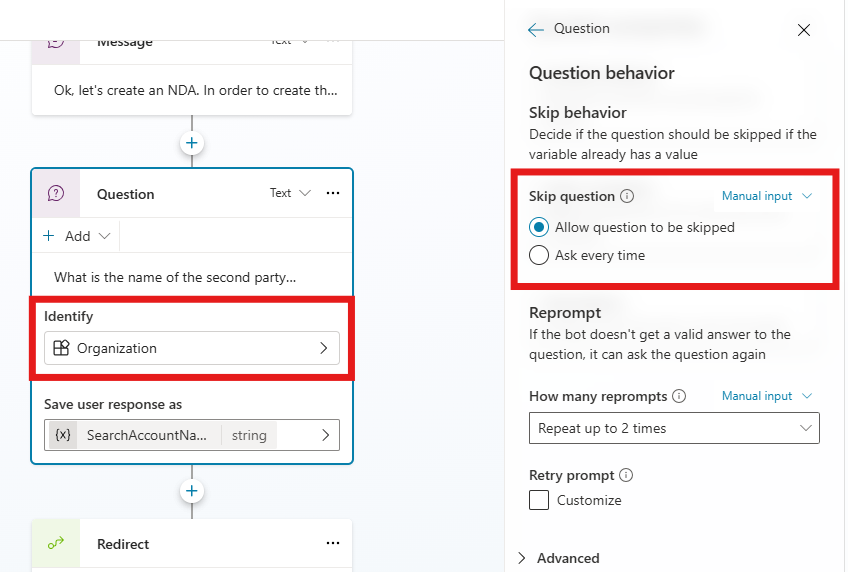 Message Text
Ok, let's create an NDA. In order to create th...
Question Text
Add
What is the name of the second party...
Identify
Organization
Save user response as
{x} SearchAccountNa... string
Redirect
Question
Question behavior
Skip behavior
Decide if the question should be skipped if the
variable already has a value
Skip question Manual input
Allow question to be skipped
Ask every time
Reprompt
If the bot doesn't get a valid answer to the
question, it can ask the question again
How many reprompts Manual input
Repeat up to 2 times
Retry prompt
Customize
Advanced